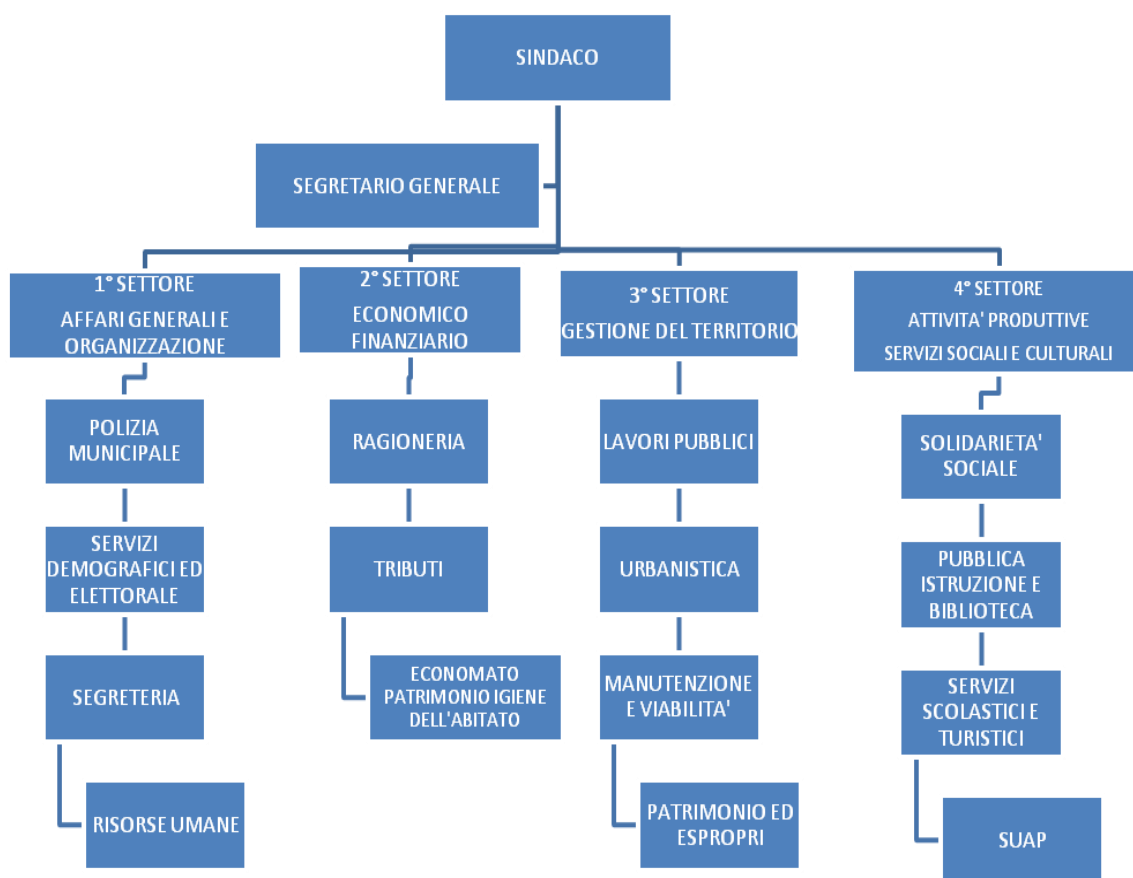 SINDACO
SEGRETARIO GENERALE
1° SETTORE
AFFARI GENERALI E
ORGANIZZAZIONE
2° SETTORE
ECONOMICO
FINANZIARIO
3° SETTORE
GESTIONE DEL TERRITORIO
4° SETTORE
ATTIVITA' PRODUTTIVE
SERVIZI SOCIALI E CULTURALI
POLIZIA
MUNICIPALE
RAGIONERIA
LAVORI PUBBLICI
SOLIDARIETA'
SOCIALE
SERVIZI
DEMOGRAFICI ED
ELETTORALE
TRIBUTI
URBANISTICA
PUBBLICA
ISTRUZIONE E
BIBLIOTECA
SEGRETERIA
ECONOMATO
PATRIMONIO IGIENE
DELL'ABITATO
MANUTENZIONE
E VIABILITA'
SERVIZI
SCOLASTICI E
TURISTICI
RISORSE UMANE
PATRIMONIO ED
ESPROPRI
SUAP